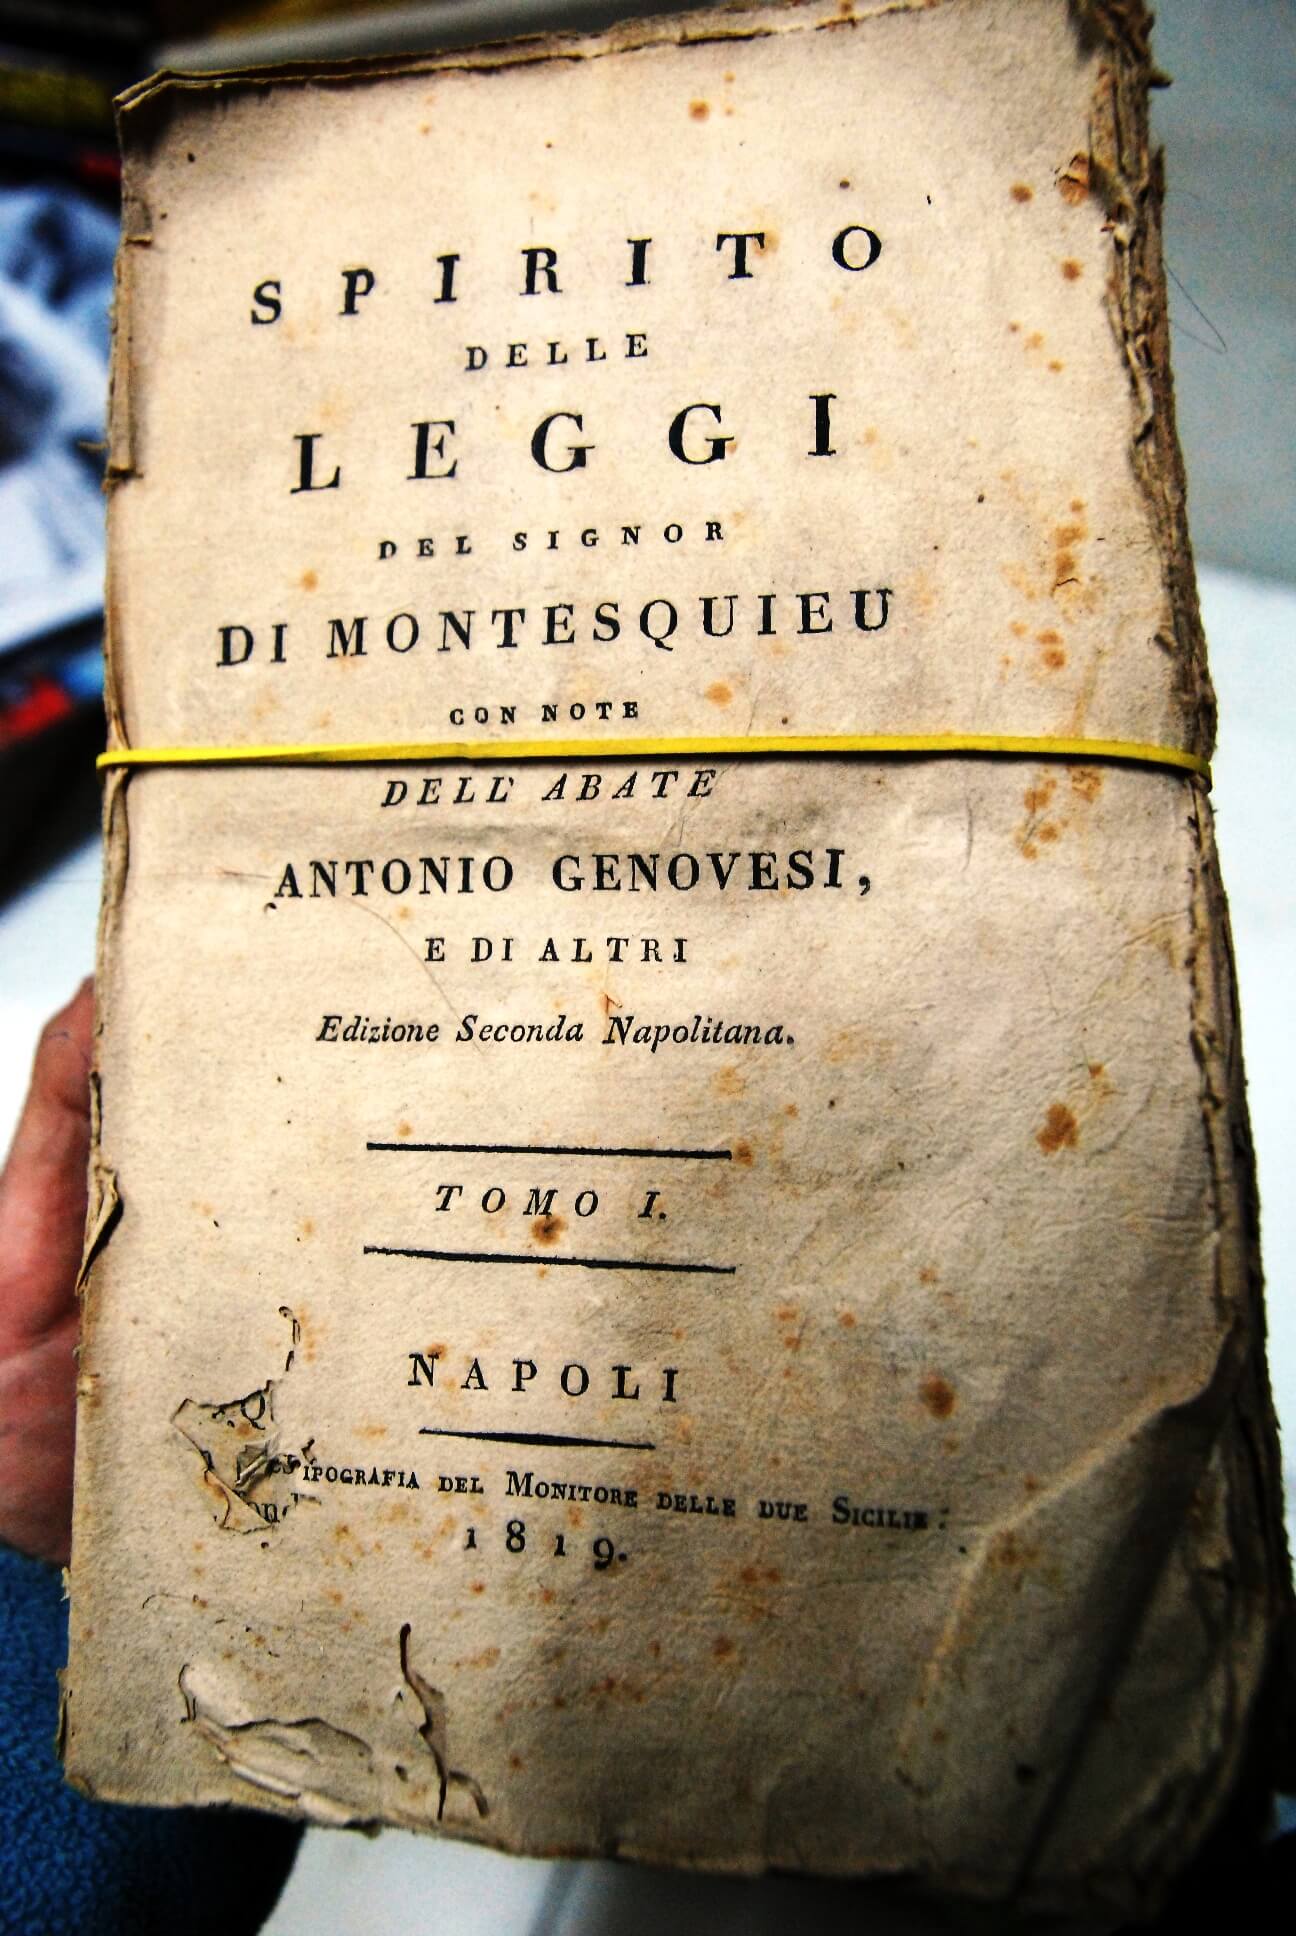 SPIRITO
DELLE
LEGGI
DEL SIGNOR
DI MONTESQUIEU
CON NOTE
DELL' ABATE
ANTONIO GENOVESI,
E DI ALTRI
Edizione Seconda Napolitana.
TOMO I.
NAPOLI
IPOGRAFIA DEL MONITORE DELLE DUE SICILIE.
1819.